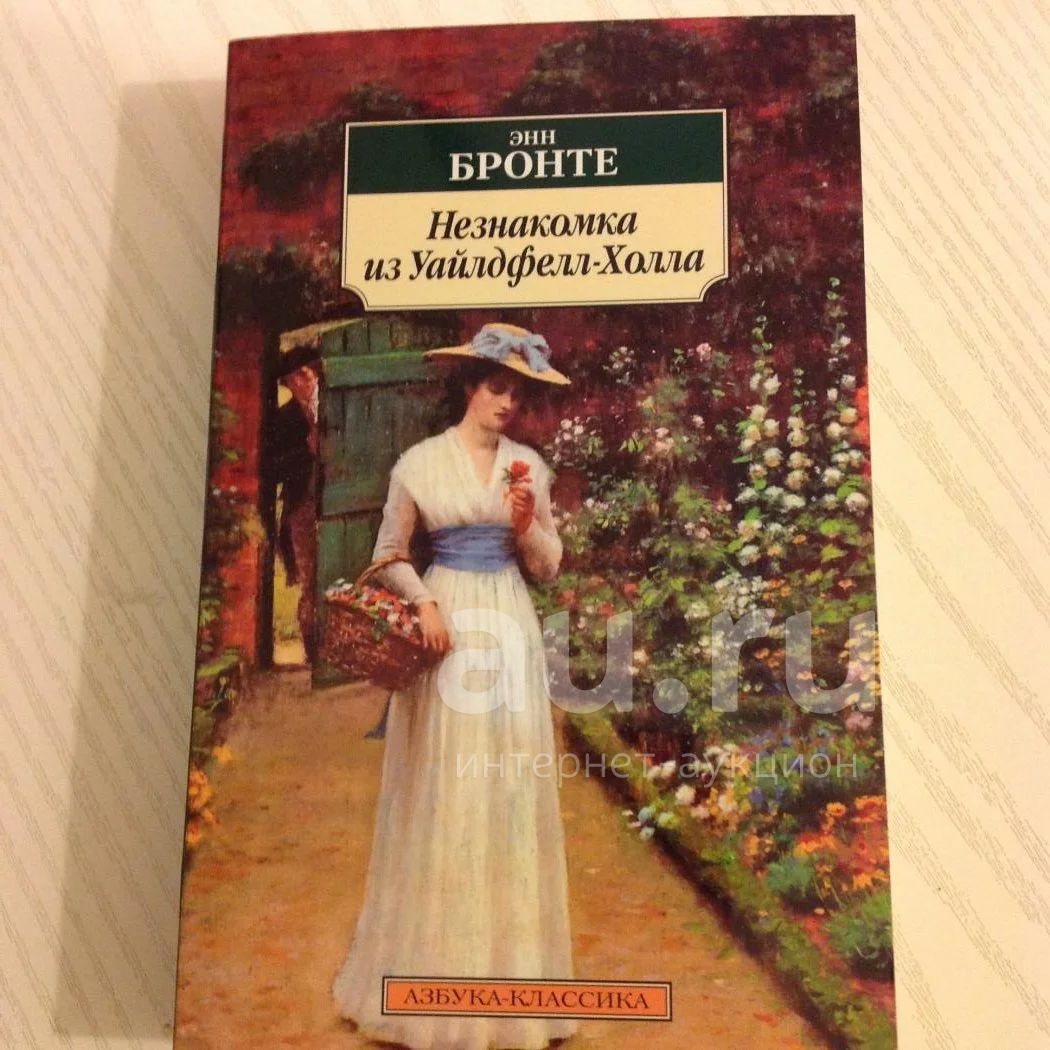 ЭНН
БРОНТЕ
Незнакомка
из Уайлдфелл-Холла
au.ru
интернет аукцион
АЗБУКА-КЛАССИКА